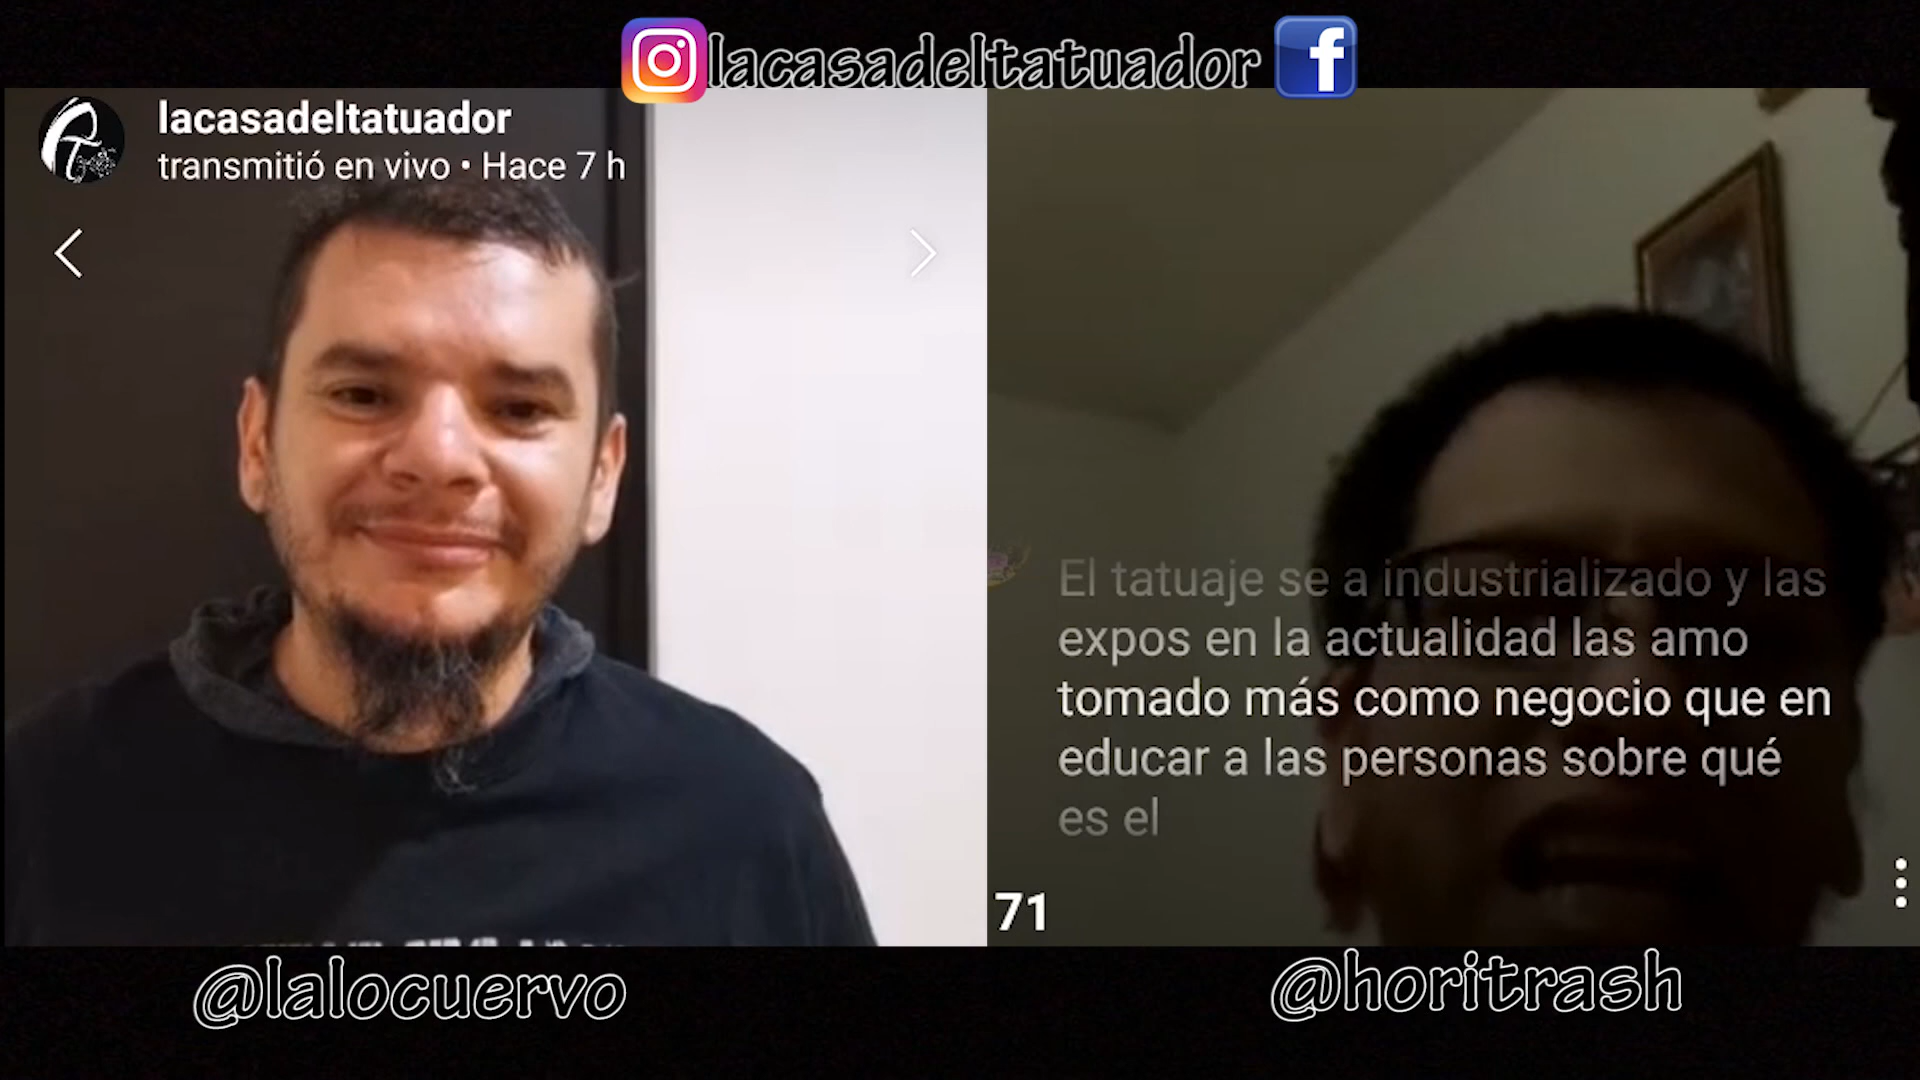 lacasadeltatuador
lacasadeltatuador
transmitió en vivo • Hace 7 h
El tatuaje se a industrializado y las
expos en la actualidad las amo
tomado más como negocio que en
educar a las personas sobre qué
es el
71
@lalocuervo
@horitrash